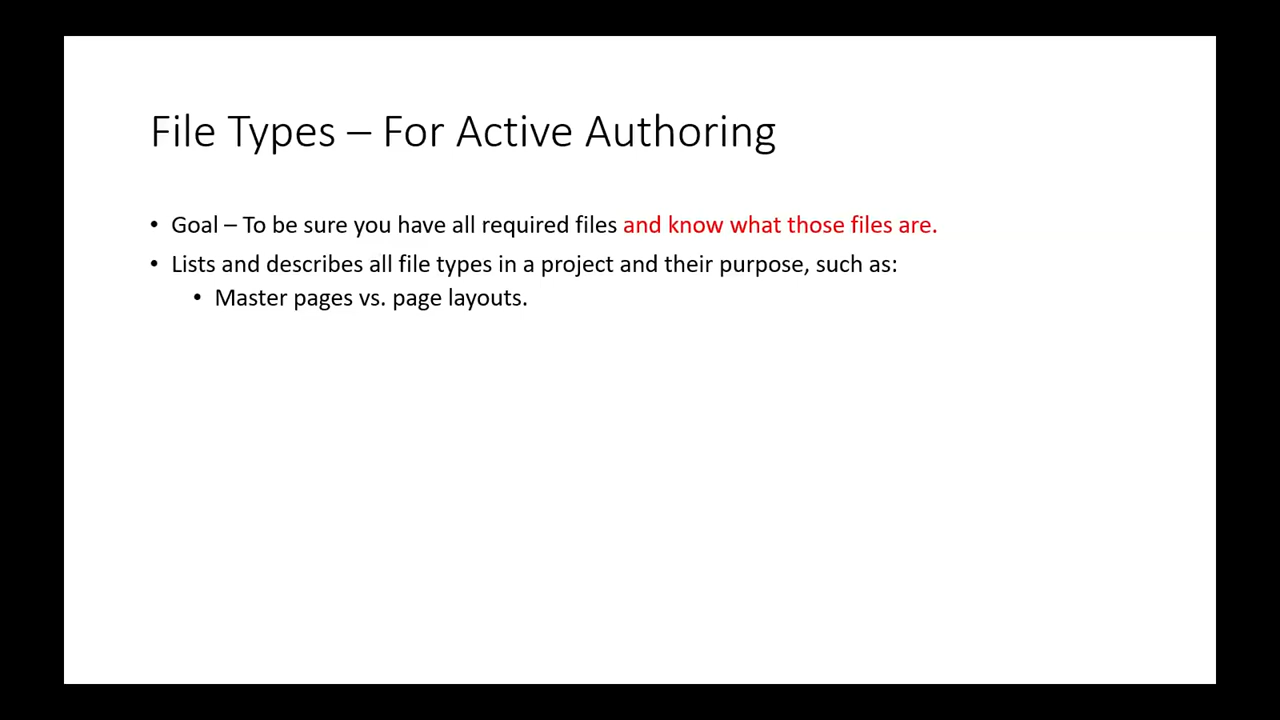 File Types – For Active Authoring
• Goal – To be sure you have all required files and know what those files are.
• Lists and describes all file types in a project and their purpose, such as:
• Master pages vs. page layouts.